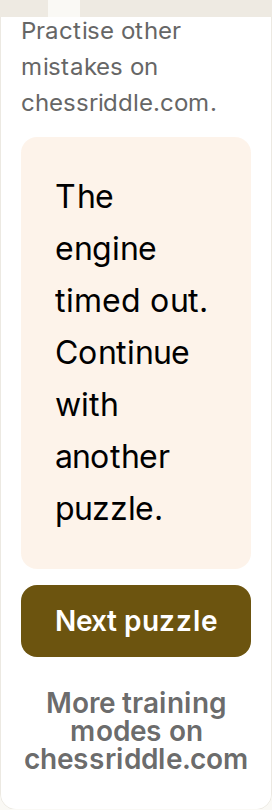 Practise other
mistakes on
chessriddle.com.
The
engine
timed out.
Continue
with
another
puzzle.
Next puzzle
More training
modes on
chessriddle.com